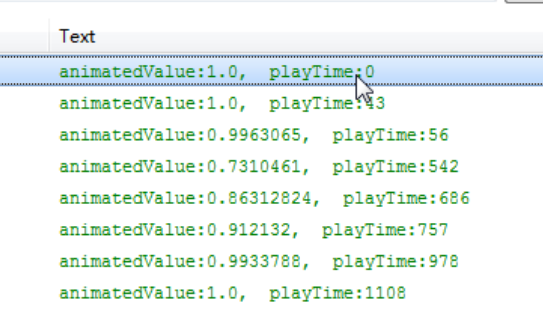 Text
animatedValue:1.0,  playTime:0
animatedValue:1.0,  playTime:43
animatedValue:0.9963065,  playTime:56
animatedValue:0.7310461,  playTime:542
animatedValue:0.86312824,  playTime:686
animatedValue:0.912132,  playTime:757
animatedValue:0.9933788,  playTime:978
animatedValue:1.0,  playTime:1108